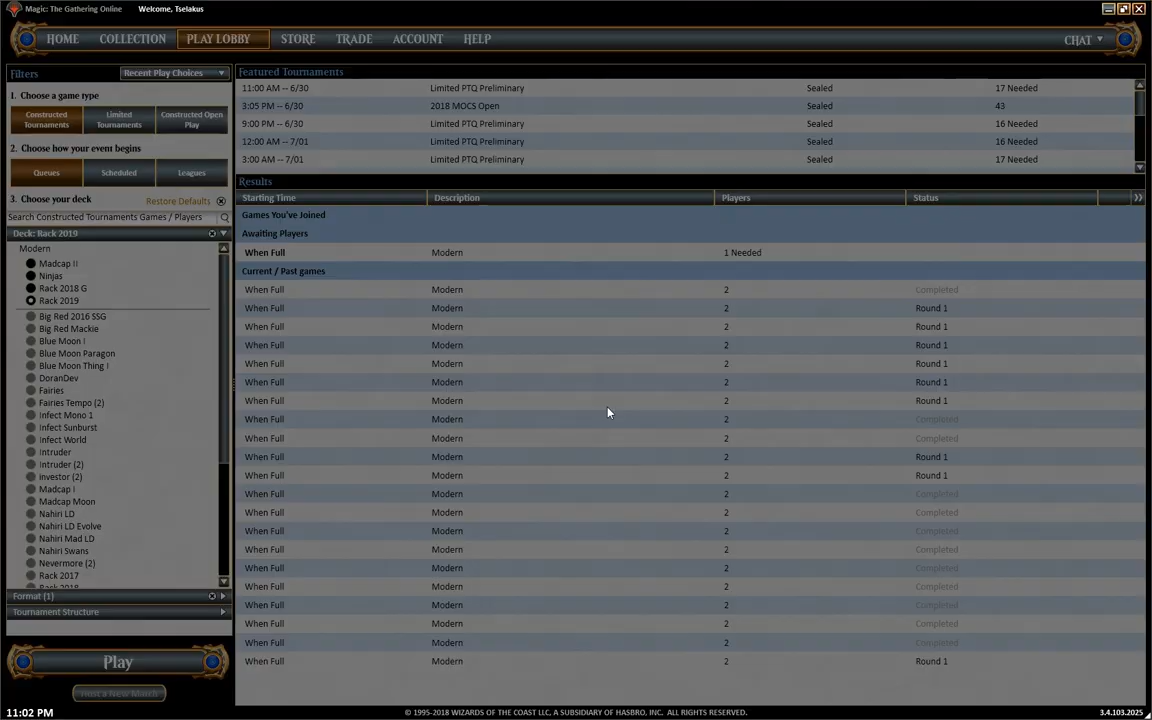 Magic: The Gathering Online Welcome, Tselakus
HOME COLLECTION PLAY LOBBY STORE TRADE ACCOUNT HELP CHAT
Filters Recent Play Choices
1. Choose a game type
Constructed Tournaments
Limited Tournaments
Constructed Open Play
2. Choose how your event begins
Queues Scheduled Leagues
3. Choose your deck Restore Defaults
Search Constructed Tournaments Games / Players
Deck: Rack 2019
Modern
Madcap II
Ninjas
Rack 2018 G
Rack 2019
Big Red 2016 SSG
Big Red Mackie
Blue Moon I
Blue Moon Paragon
Blue Moon Thing I
DoranDev
Fairies
Fairies Tempo (2)
Infect Mono 1
Infect Sunburst
Infect World
Intruder
Intruder (2)
investor (2)
Madcap I
Madcap Moon
Nahiri LD
Nahiri LD Evolve
Nahiri Mad LD
Nahiri Swans
Nevermore (2)
Rack 2017
Rack 2018
Format (1)
Tournament Structure
Play
Host a New Match
11:02 PM
Featured Tournaments
11:00 AM -- 6/30 Limited PTQ Preliminary Sealed 17 Needed
3:05 PM -- 6/30 2018 MOCS Open Sealed 43
9:00 PM -- 6/30 Limited PTQ Preliminary Sealed 16 Needed
12:00 AM -- 7/01 Limited PTQ Preliminary Sealed 16 Needed
3:00 AM -- 7/01 Limited PTQ Preliminary Sealed 17 Needed
Results
Starting Time Description Players Status
Games You've Joined
Awaiting Players
When Full Modern 1 Needed
Current / Past games
When Full Modern 2 Completed
When Full Modern 2 Round 1
When Full Modern 2 Round 1
When Full Modern 2 Round 1
When Full Modern 2 Round 1
When Full Modern 2 Round 1
When Full Modern 2 Round 1
When Full Modern 2 Completed
When Full Modern 2 Completed
When Full Modern 2 Round 1
When Full Modern 2 Round 1
When Full Modern 2 Completed
When Full Modern 2 Completed
When Full Modern 2 Completed
When Full Modern 2 Completed
When Full Modern 2 Completed
When Full Modern 2 Completed
When Full Modern 2 Completed
When Full Modern 2 Completed
When Full Modern 2 Completed
When Full Modern 2 Round 1
© 1995-2018 WIZARDS OF THE COAST LLC, A SUBSIDIARY OF HASBRO, INC. ALL RIGHTS RESERVED.
3.4.103.2025